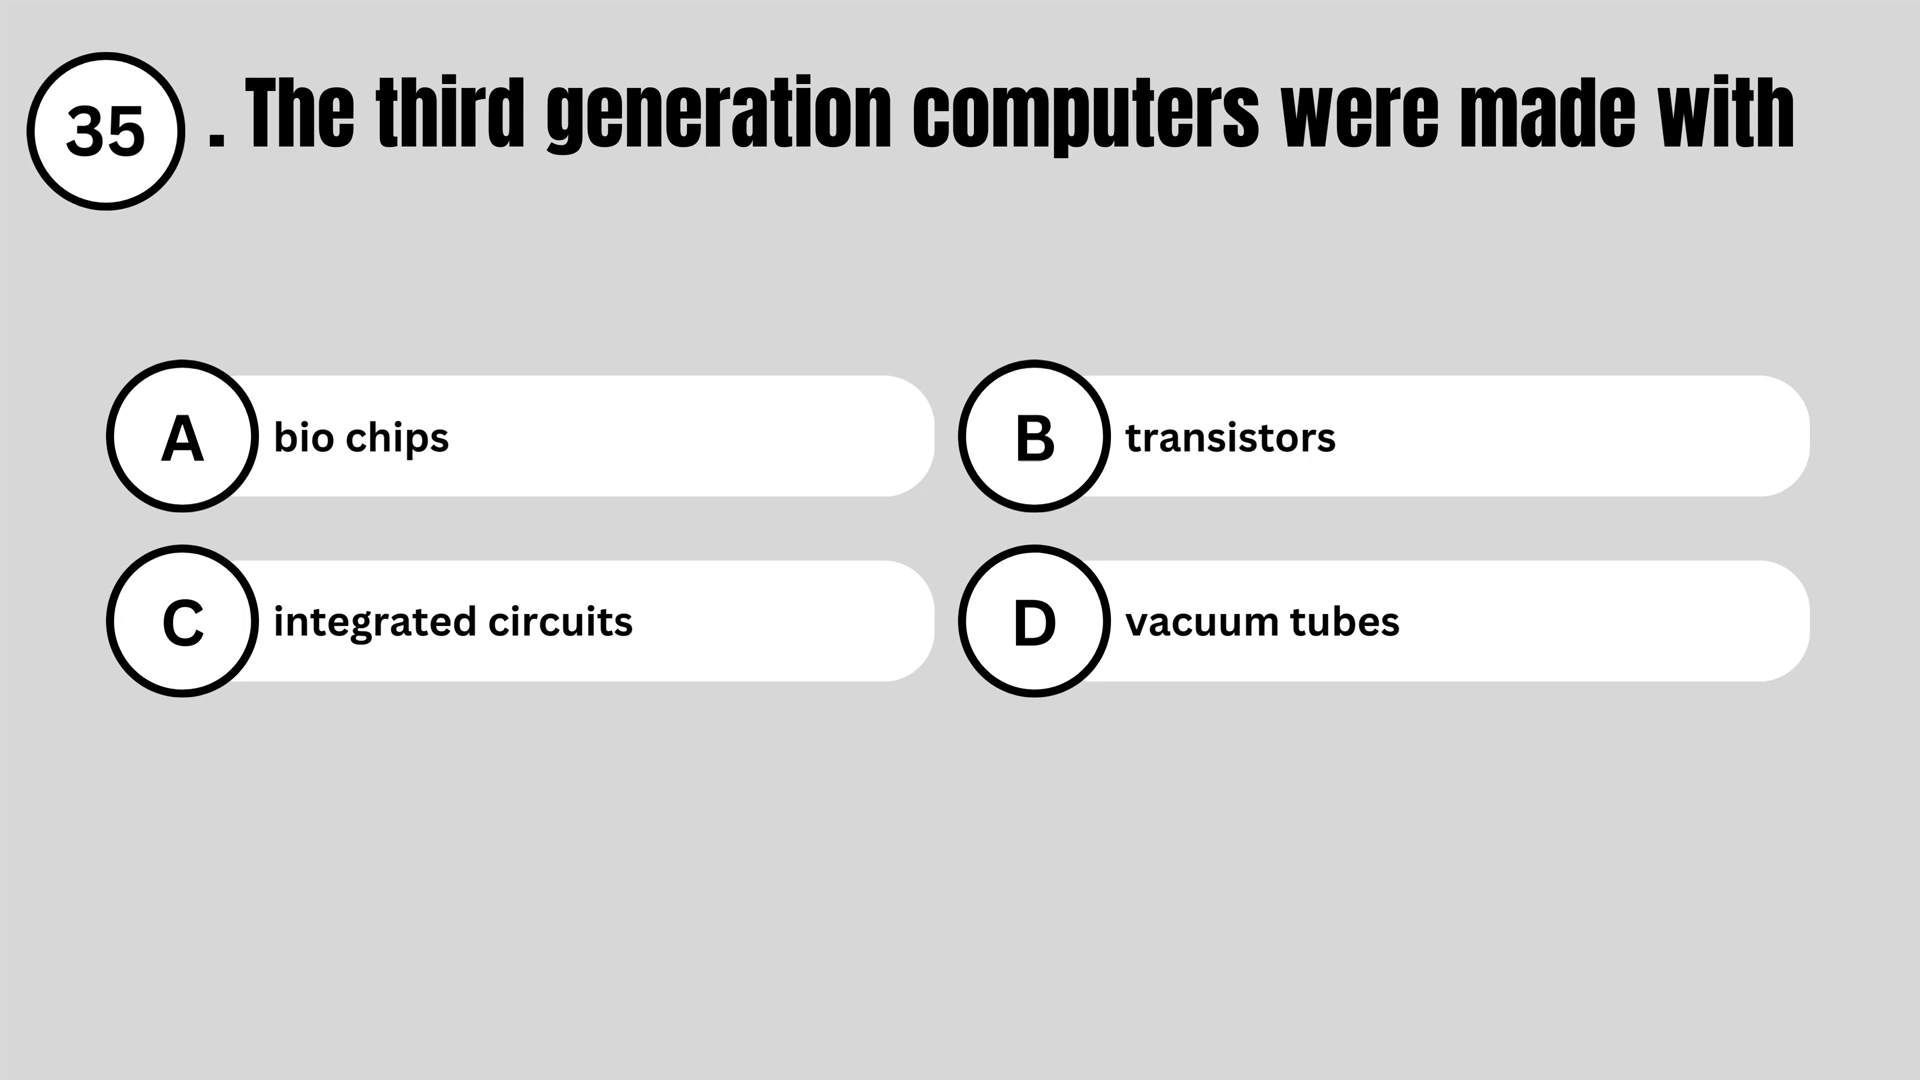 35 . The third generation computers were made with
A bio chips
B transistors
C integrated circuits
D vacuum tubes